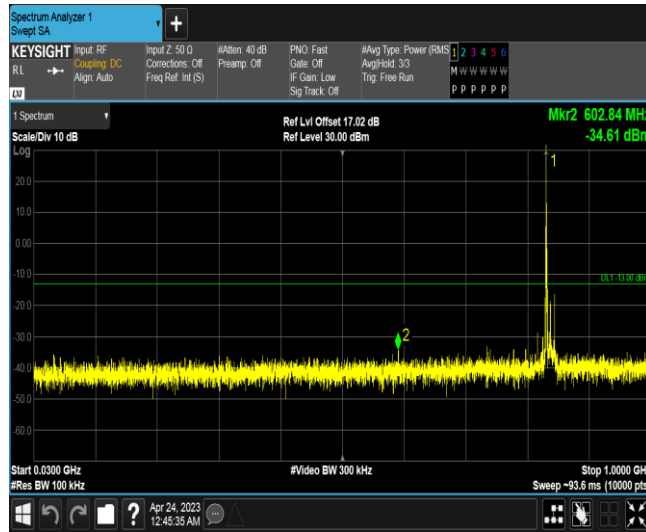 Spectrum Analyzer 1
Swept SA
KEYSIGHT
RL
LXI
Input: RF
Coupling: DC
Align: Auto
Input Z: 50 Ω
Corrections: Off
Freq Ref: Int (S)
#Atten: 40 dB
Preamp: Off
PNO: Fast
Gate: Off
IF Gain: Low
Sig Track: Off
#Avg Type: Power (RMS
Avg|Hold: 3/3
Trig: Free Run
1 2 3 4 5 6
M W W W W W
P P P P P P
1 Spectrum
Scale/Div 10 dB
Log
Ref Lvl Offset 17.02 dB
Ref Level 30.00 dBm
Mkr2 602.84 MHz
-34.61 dBm
1
20.0
10.0
0.00
-10.0
DL1 -13.00 dBm
-20.0
-30.0
2
-40.0
-50.0
-60.0
Start 0.0300 GHz
#Res BW 100 kHz
#Video BW 300 kHz
Stop 1.0000 GHz
Sweep ~93.6 ms (10000 pts
?
Apr 24, 2023
12:45:35 AM